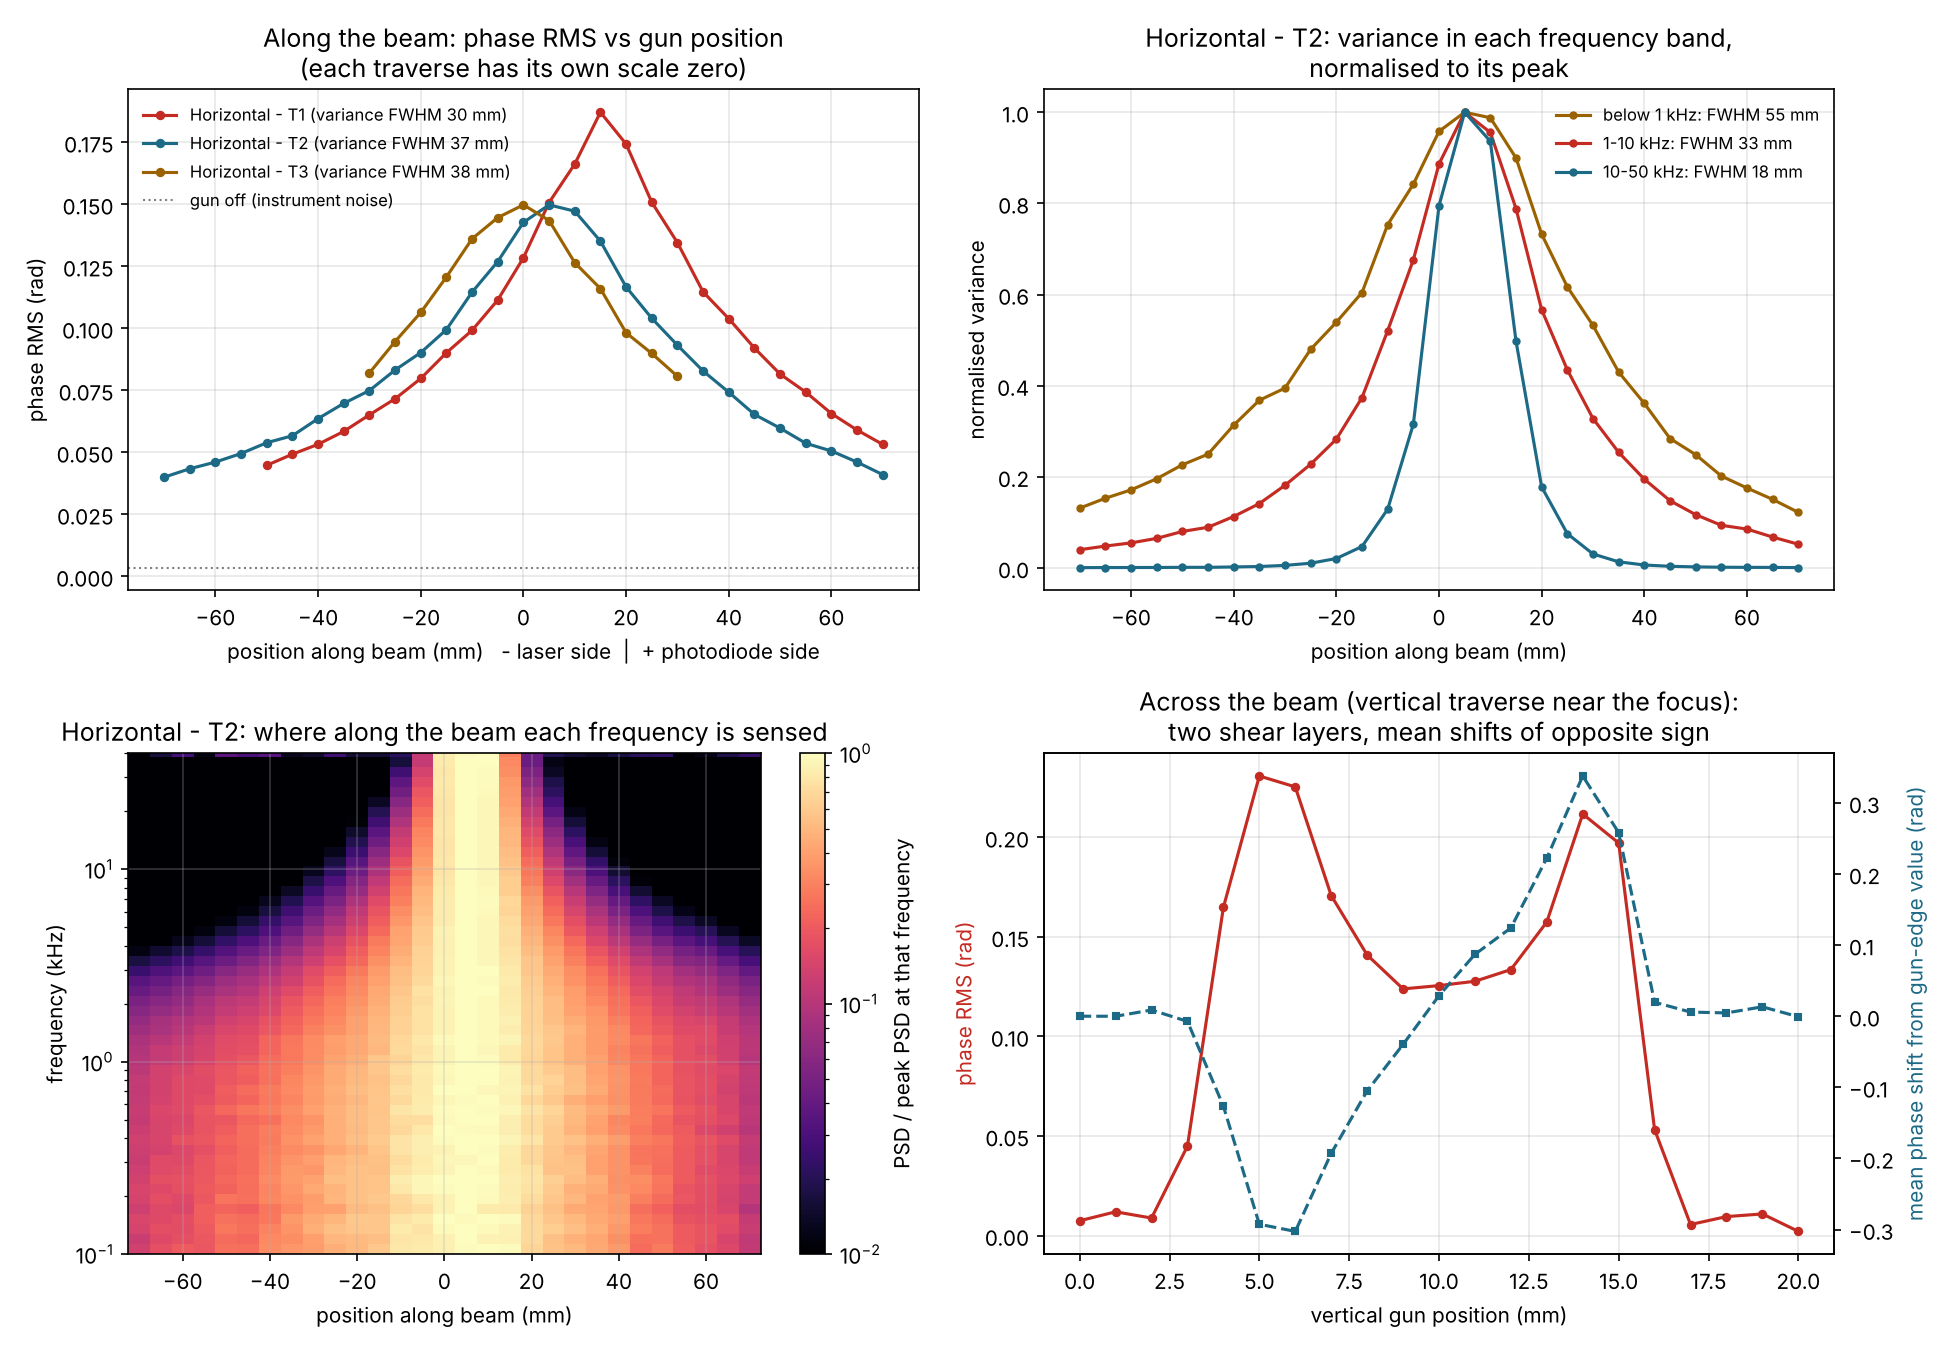 Along the beam: phase RMS vs gun position
(each traverse has its own scale zero)
Horizontal - T1 (variance FWHM 30 mm)
Horizontal - T2 (variance FWHM 37 mm)
Horizontal - T3 (variance FWHM 38 mm)
gun off (instrument noise)
phase RMS (rad)
0.175
0.150
0.125
0.100
0.075
0.050
0.025
0.000
−60 −40 −20 0 20 40 60
position along beam (mm) - laser side | + photodiode side
Horizontal - T2: variance in each frequency band,
normalised to its peak
below 1 kHz: FWHM 55 mm
1-10 kHz: FWHM 33 mm
10-50 kHz: FWHM 18 mm
normalised variance
1.0
0.8
0.6
0.4
0.2
0.0
−60 −40 −20 0 20 40 60
position along beam (mm)
Horizontal - T2: where along the beam each frequency is sensed
frequency (kHz)
10¹
10⁰
10⁻¹
−60 −40 −20 0 20 40 60
position along beam (mm)
10⁰
10⁻¹
10⁻²
PSD / peak PSD at that frequency
Across the beam (vertical traverse near the focus):
two shear layers, mean shifts of opposite sign
phase RMS (rad)
0.20
0.15
0.10
0.05
0.00
0.0 2.5 5.0 7.5 10.0 12.5 15.0 17.5 20.0
vertical gun position (mm)
0.3
0.2
0.1
0.0
−0.1
−0.2
−0.3
mean phase shift from gun-edge value (rad)